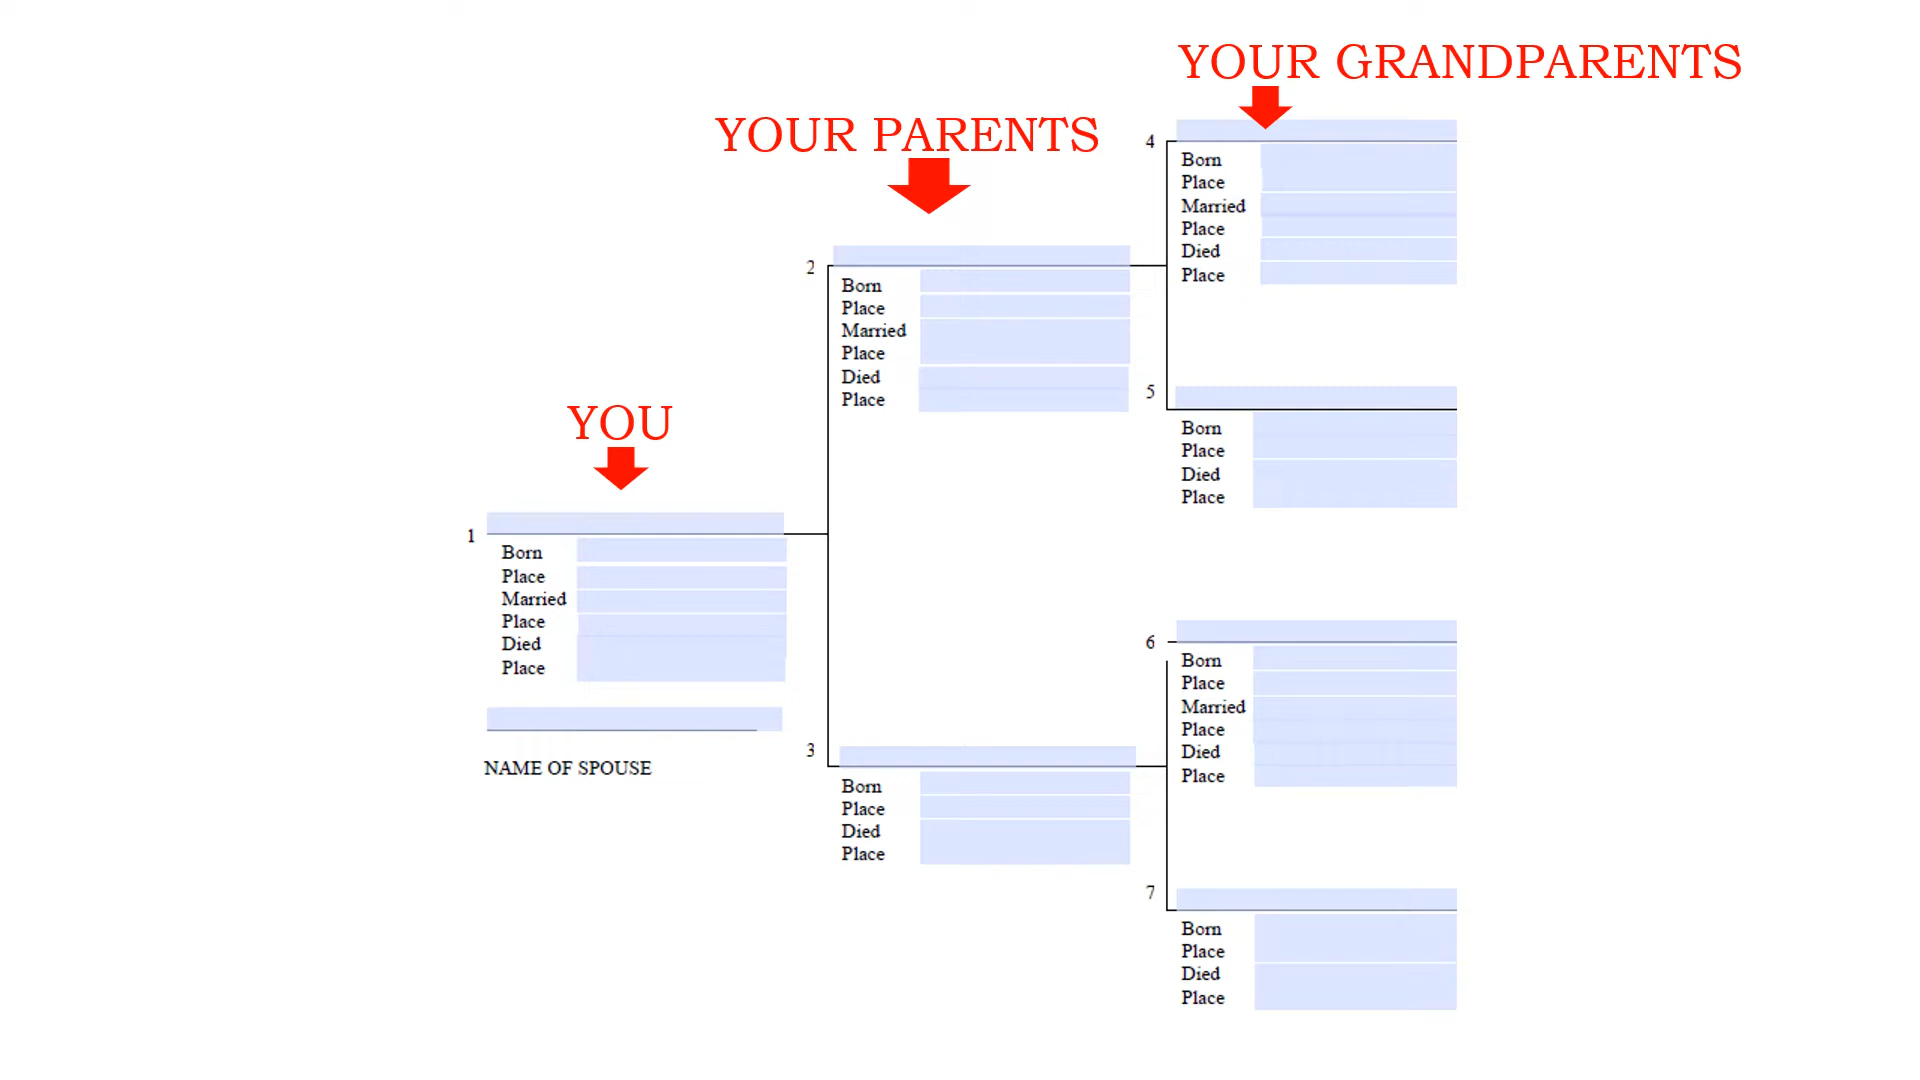 YOUR GRANDPARENTS
YOUR PARENTS
YOU
1
Born
Place
Married
Place
Died
Place
NAME OF SPOUSE
2
Born
Place
Married
Place
Died
Place
3
Born
Place
Died
Place
4
Born
Place
Married
Place
Died
Place
5
Born
Place
Died
Place
6
Born
Place
Married
Place
Died
Place
7
Born
Place
Died
Place